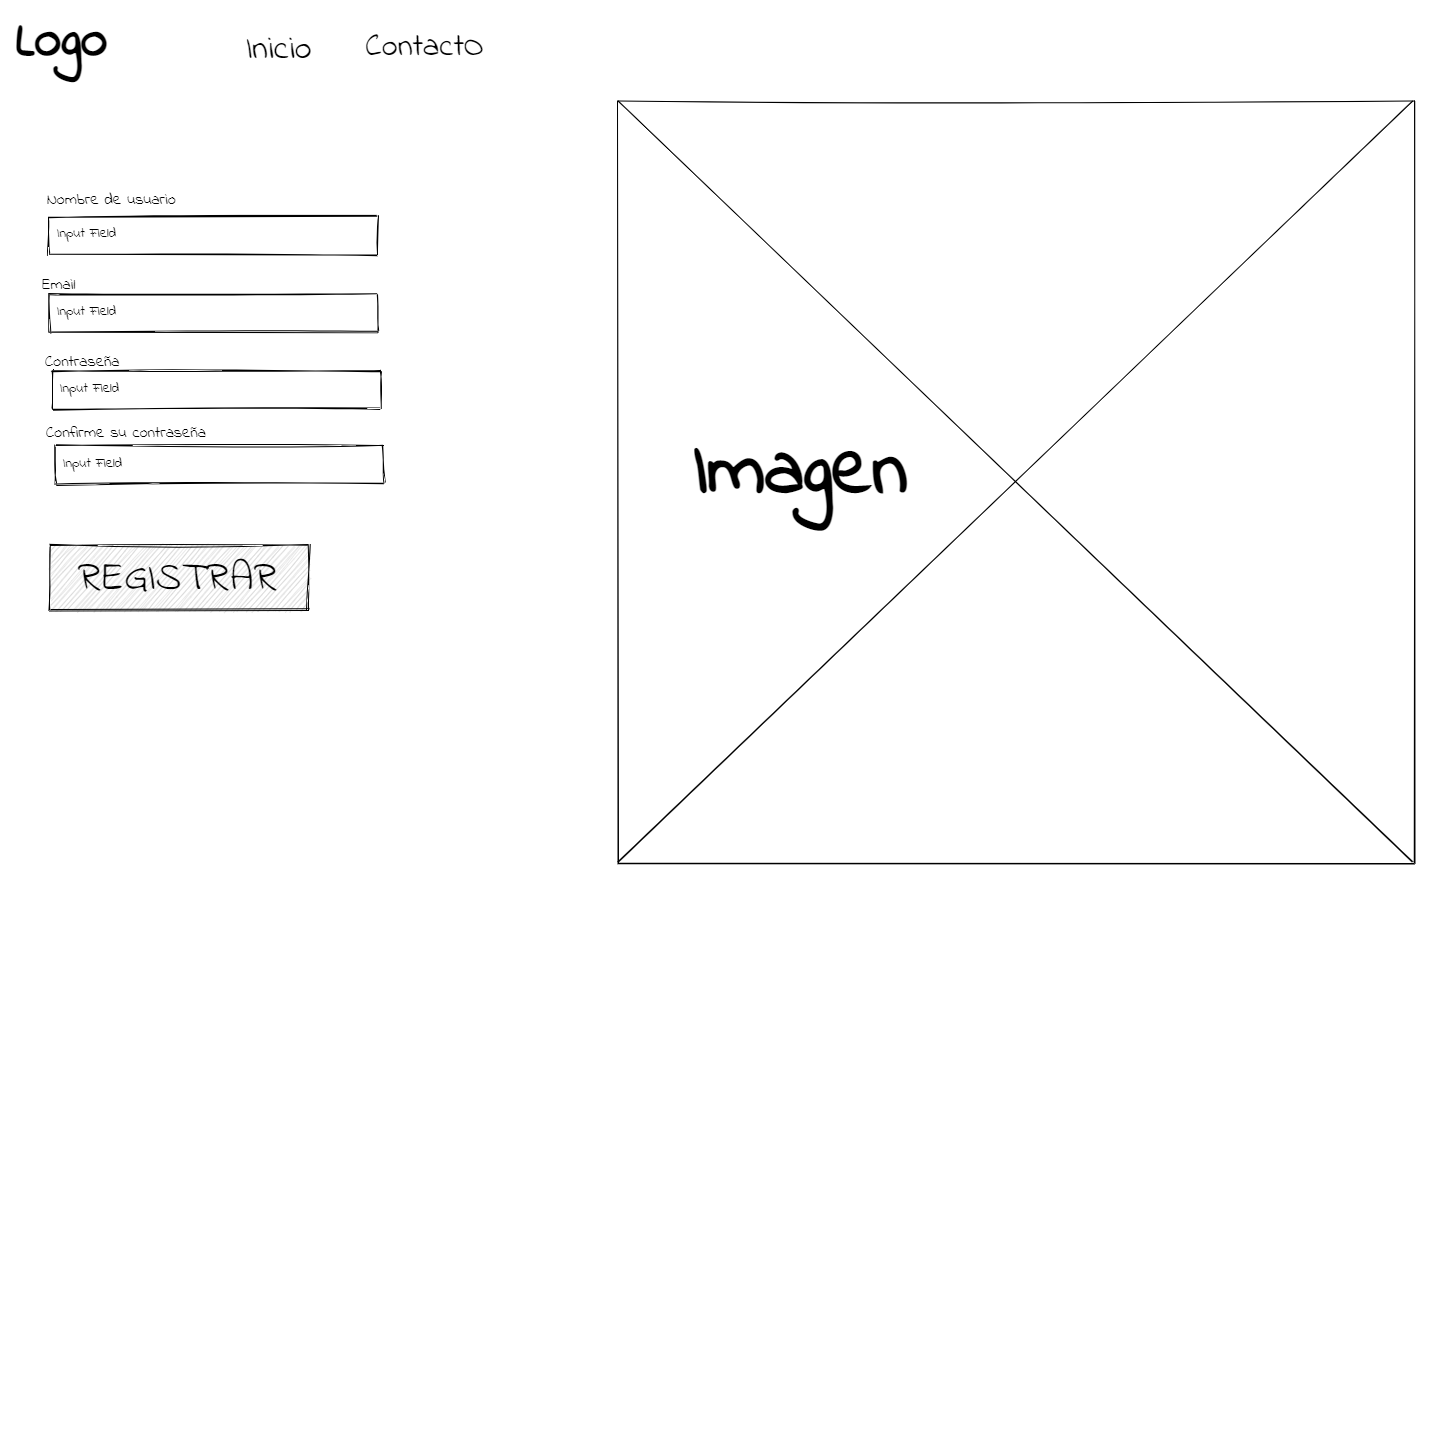 Logo
Inicio
Contacto
Nombre de usuario
Input Field
Email
Input Field
Contraseña
Input Field
Confirme su contraseña
Input Field
Imagen
REGISTRAR